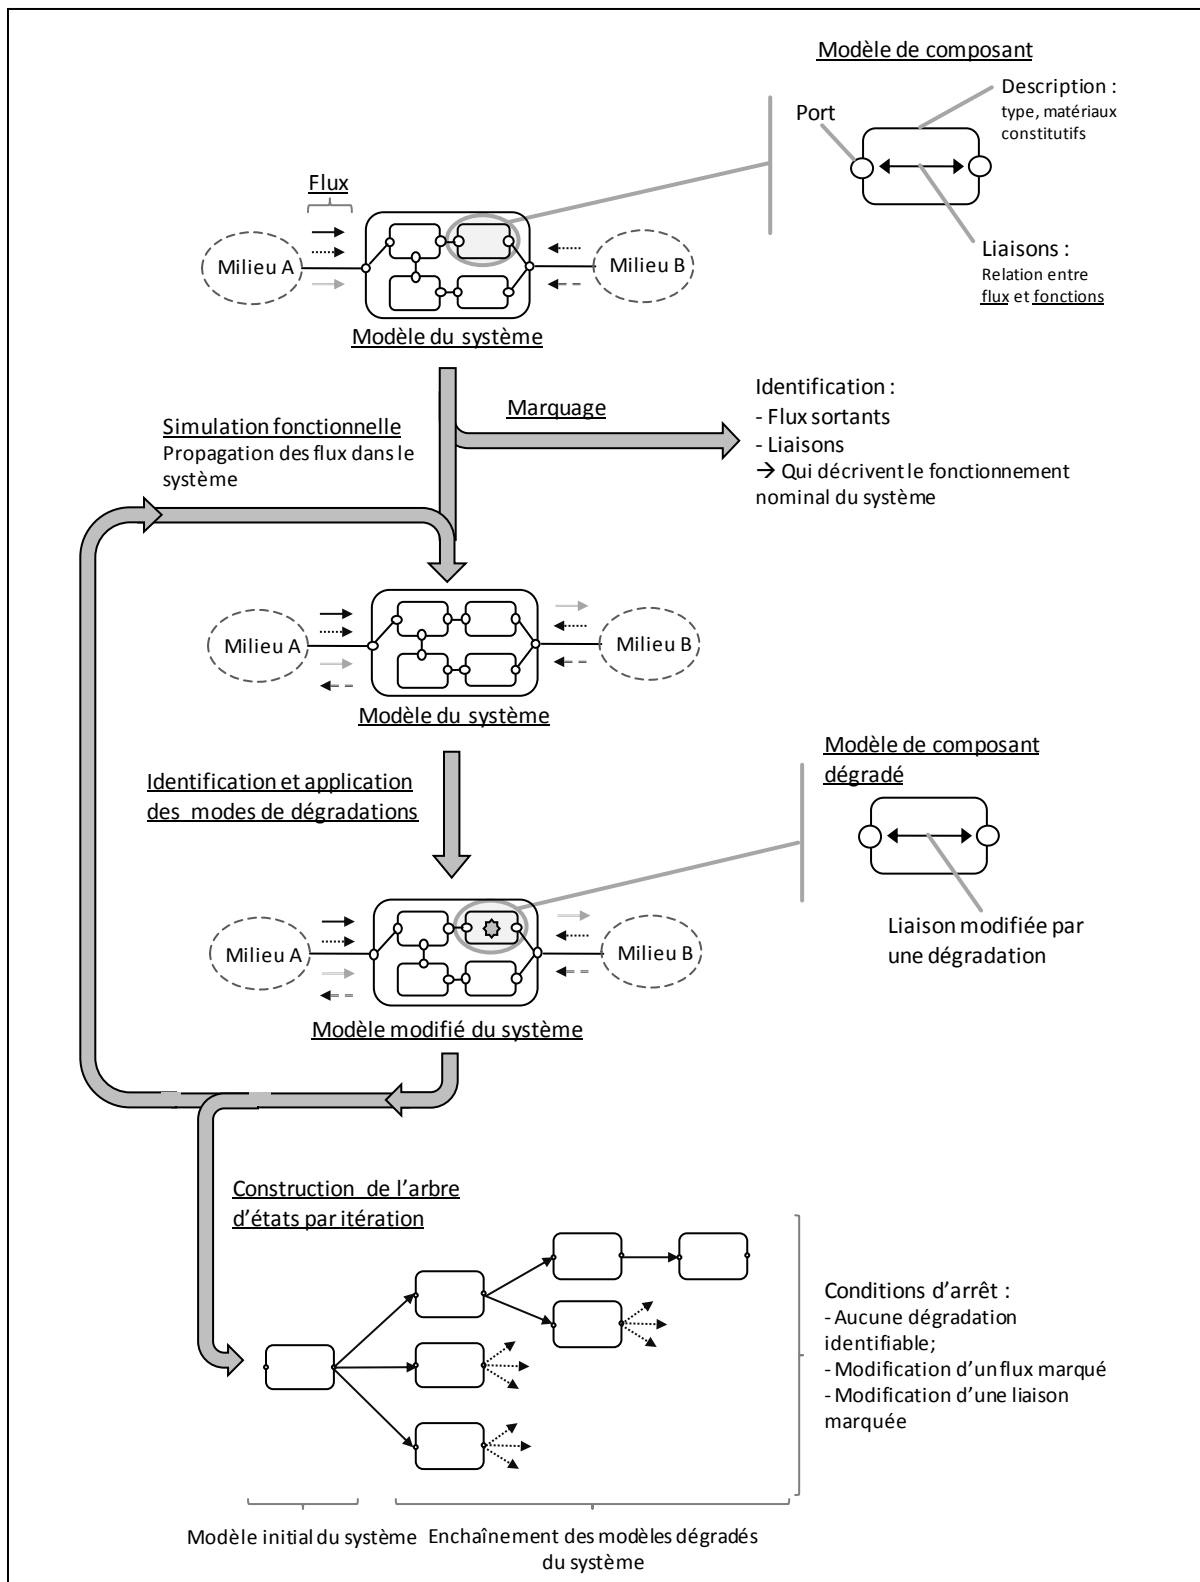 Modèle de composant
Description :
type, matériaux
constitutifs
Port
Flux
Milieu A
Milieu B
Liaisons :
Relation entre
flux et fonctions
Modèle du système
Simulation fonctionnelle
Propagation des flux dans le
système
Marquage
Identification :
- Flux sortants
- Liaisons
→ Qui décrivent le fonctionnement
nominal du système
Milieu A
Milieu B
Modèle du système
Identification et application
des modes de dégradations
Modèle de composant
dégradé
Liaison modifiée par
une dégradation
Milieu A
Milieu B
Modèle modifié du système
Construction de l'arbre
d'états par itération
Conditions d'arrêt :
- Aucune dégradation
identifiable;
- Modification d'un flux marqué
- Modification d'une liaison
marquée
Modèle initial du système
Enchaînement des modèles dégradés
du système